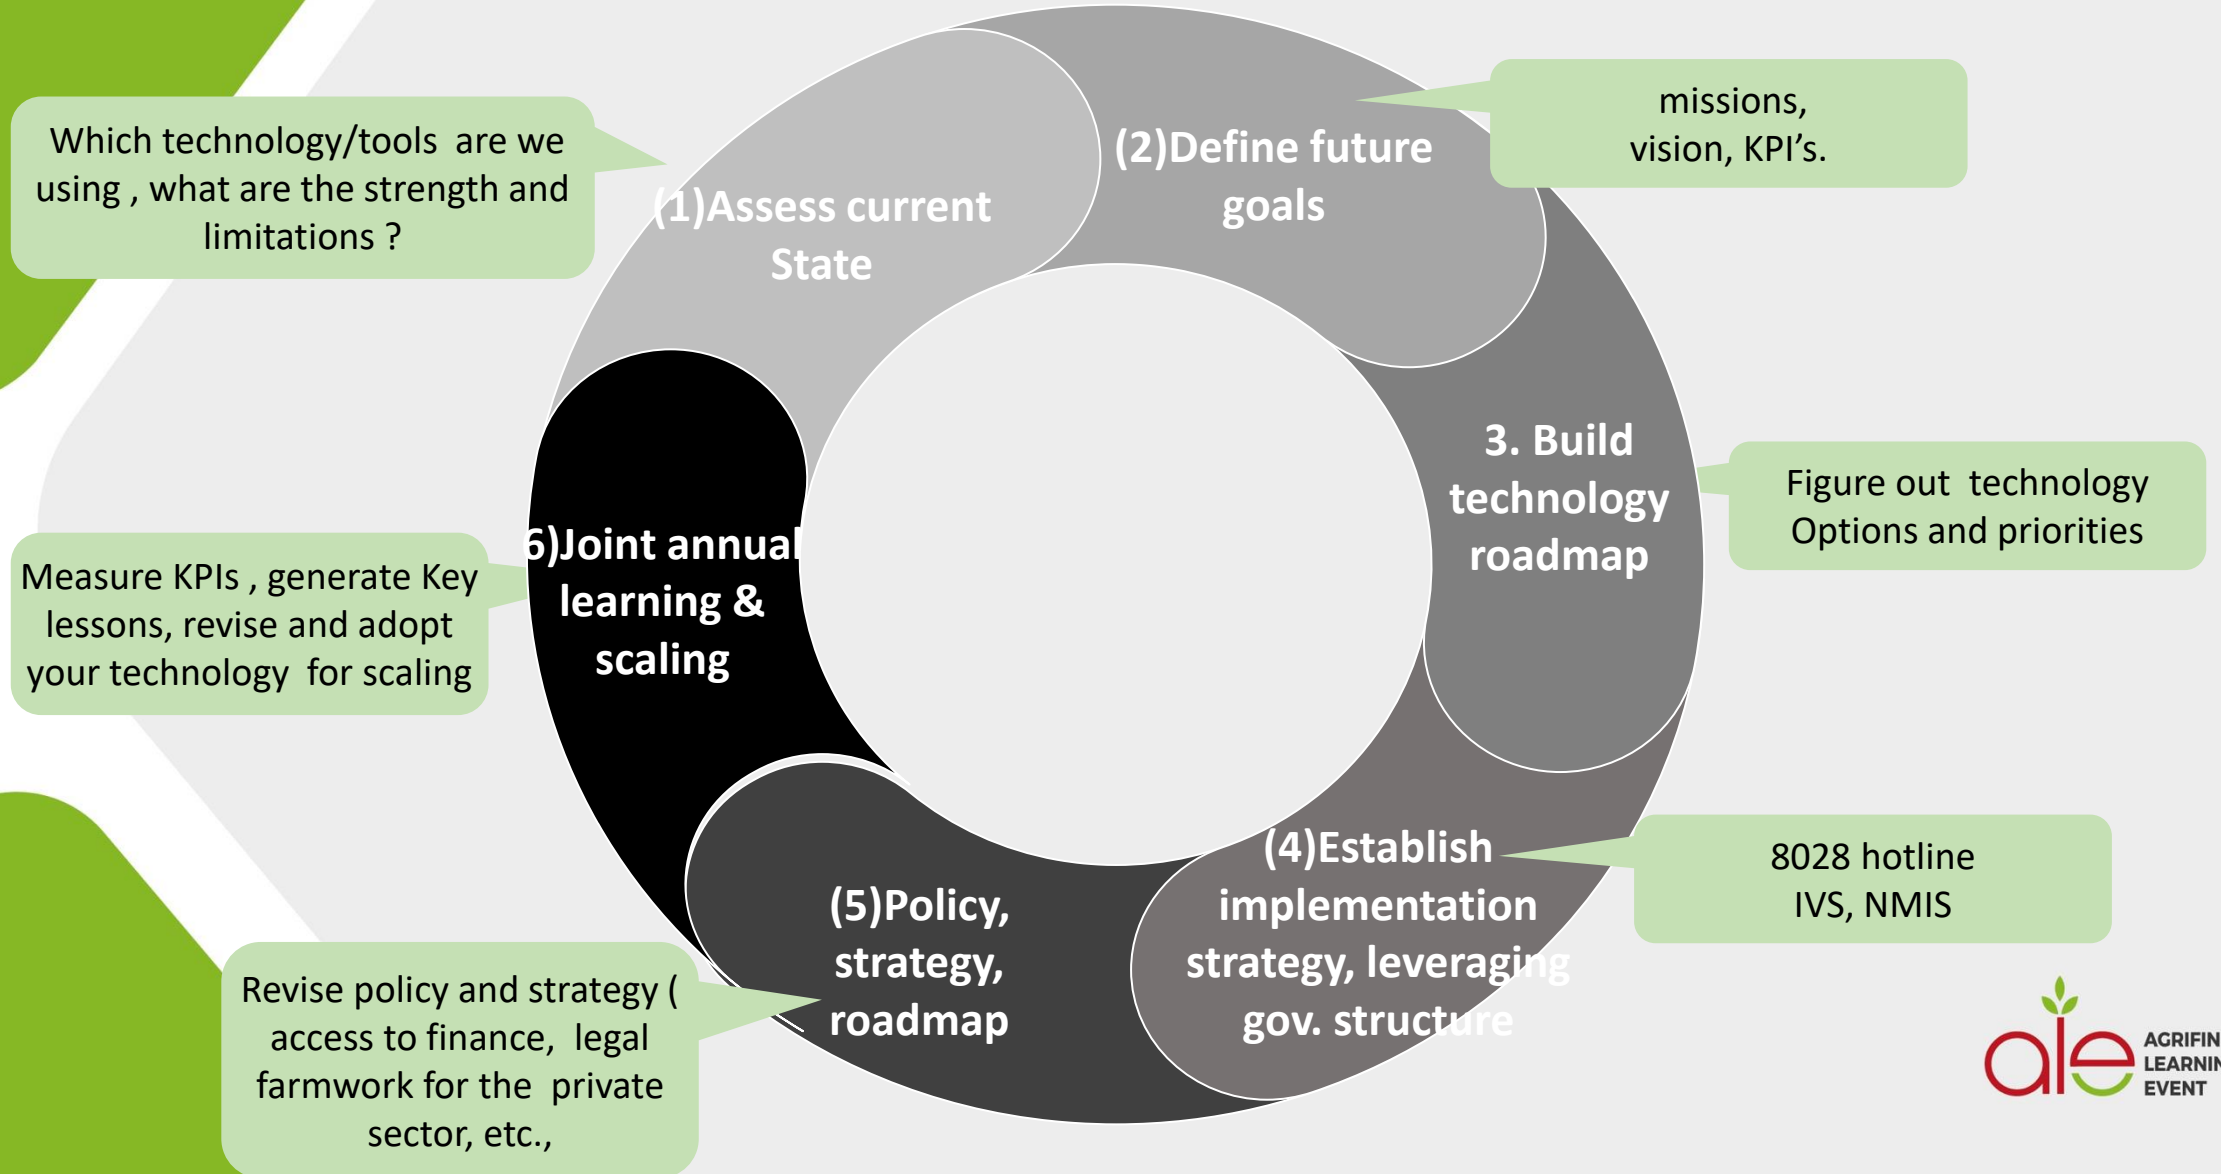 Which technology/tools are we
using , what are the strength and
limitations ?
(1)Assess current
State
(2)Define future
goals
missions,
vision, KPI's.
3. Build
technology
roadmap
Figure out technology
Options and priorities
(4)Establish
implementation
strategy, leveraging
gov. structure
8028 hotline
IVS, NMIS
(5)Policy,
strategy,
roadmap
Revise policy and strategy (
access to finance, legal
farmwork for the private
sector, etc.,
6)Joint annual
learning &
scaling
Measure KPIs , generate Key
lessons, revise and adopt
your technology for scaling
ale
AGRIFIN
LEARNIN
EVENT